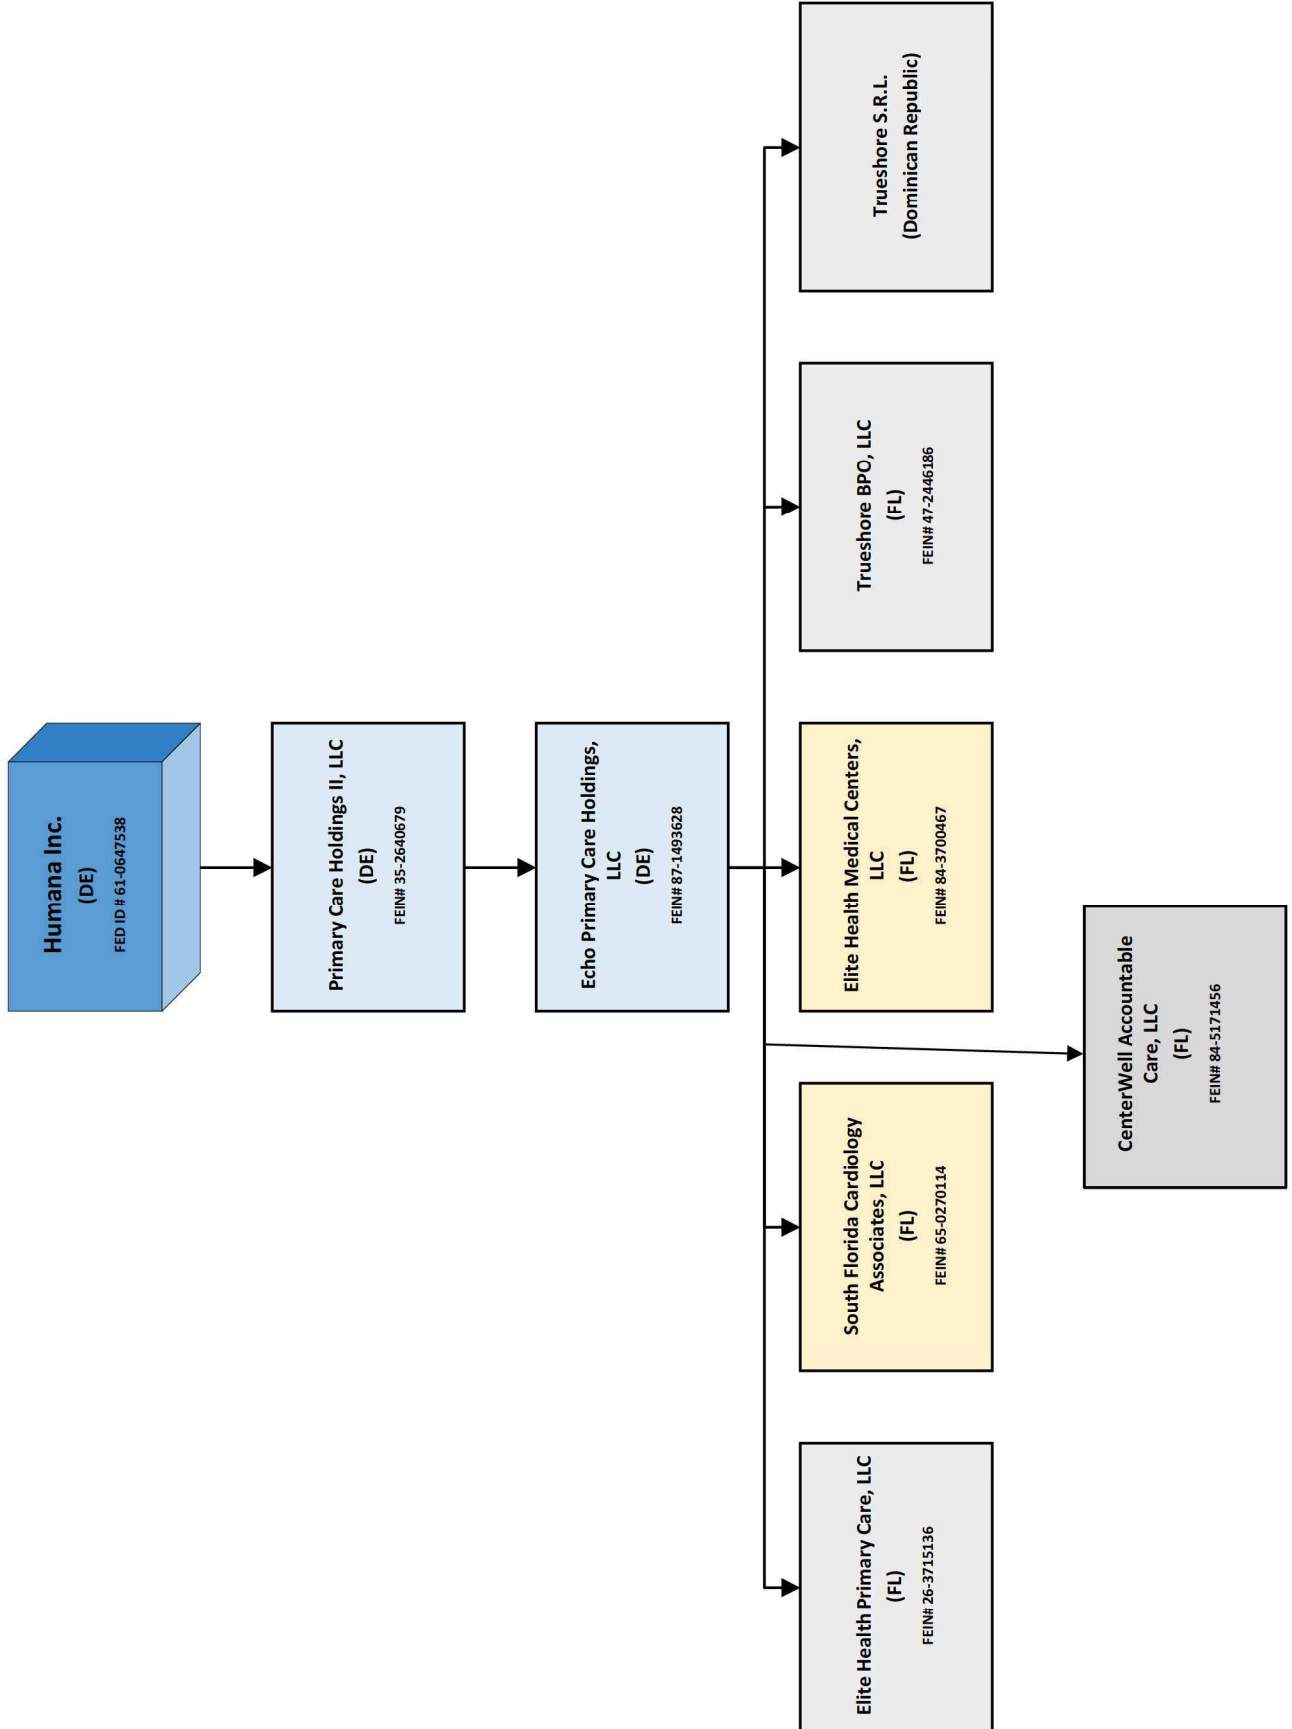 Humana Inc.
(DE)
FED ID # 61-0647538
Primary Care Holdings II, LLC
(DE)
FEIN# 35-2640679
Echo Primary Care Holdings,
LLC
(DE)
FEIN# 87-1493628
Elite Health Primary Care, LLC
(FL)
FEIN# 26-3715136
South Florida Cardiology
Associates, LLC
(FL)
FEIN# 65-0270114
Elite Health Medical Centers,
LLC
(FL)
FEIN# 84-3700467
Trueshore BPO, LLC
(FL)
FEIN# 47-2446186
Trueshore S.R.L.
(Dominican Republic)
CenterWell Accountable
Care, LLC
(FL)
FEIN# 84-5171456